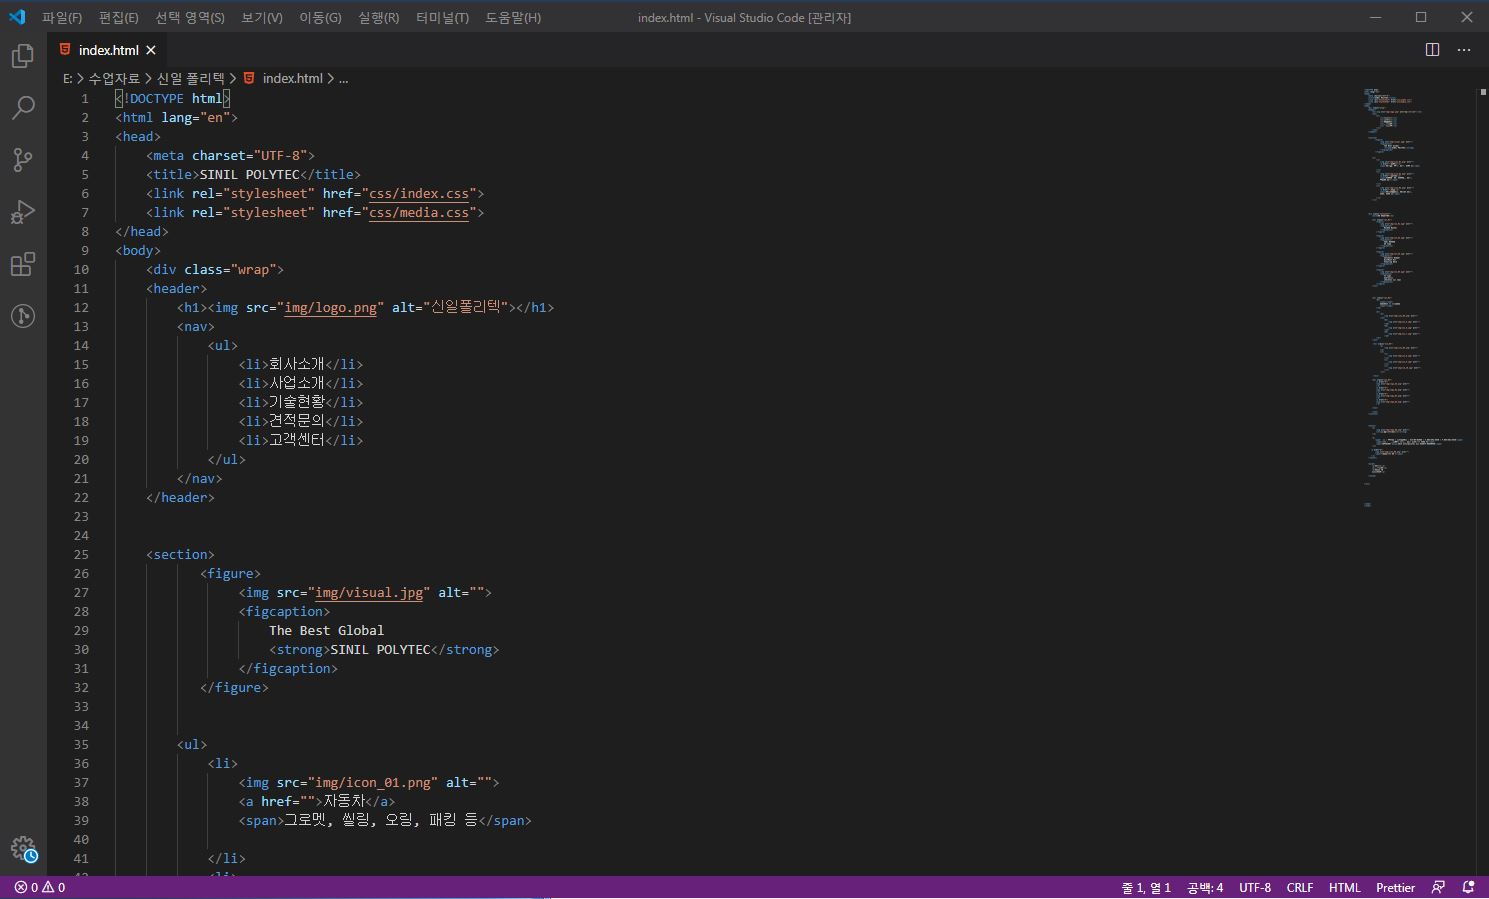 파일(F) 편집(E) 선택 영역(S) 보기(V) 이동(G) 실행(R) 터미널(T) 도움말(H) index.html - Visual Studio Code [관리자]
index.html
E: > 수업자료 > 신일 폴리텍 > index.html > ...
1 <!DOCTYPE html>
2 <html lang="en">
3 <head>
4 <meta charset="UTF-8">
5 <title>SINIL POLYTEC</title>
6 <link rel="stylesheet" href="css/index.css">
7 <link rel="stylesheet" href="css/media.css">
8 </head>
9 <body>
10 <div class="wrap">
11 <header>
12 <h1><img src="img/logo.png" alt="신일폴리텍"></h1>
13 <nav>
14 <ul>
15 <li>회사소개</li>
16 <li>사업소개</li>
17 <li>기술현황</li>
18 <li>견적문의</li>
19 <li>고객센터</li>
20 </ul>
21 </nav>
22 </header>
23
24
25 <section>
26 <figure>
27 <img src="img/visual.jpg" alt="">
28 <figcaption>
29 The Best Global
30 <strong>SINIL POLYTEC</strong>
31 </figcaption>
32 </figure>
33
34
35 <ul>
36 <li>
37 <img src="img/icon_01.png" alt="">
38 <a href="">자동차</a>
39 <span>그로멧, 씰링, 오링, 패킹 등</span>
40
41 </li>
0 0 줄 1, 열 1 공백: 4 UTF-8 CRLF HTML Prettier